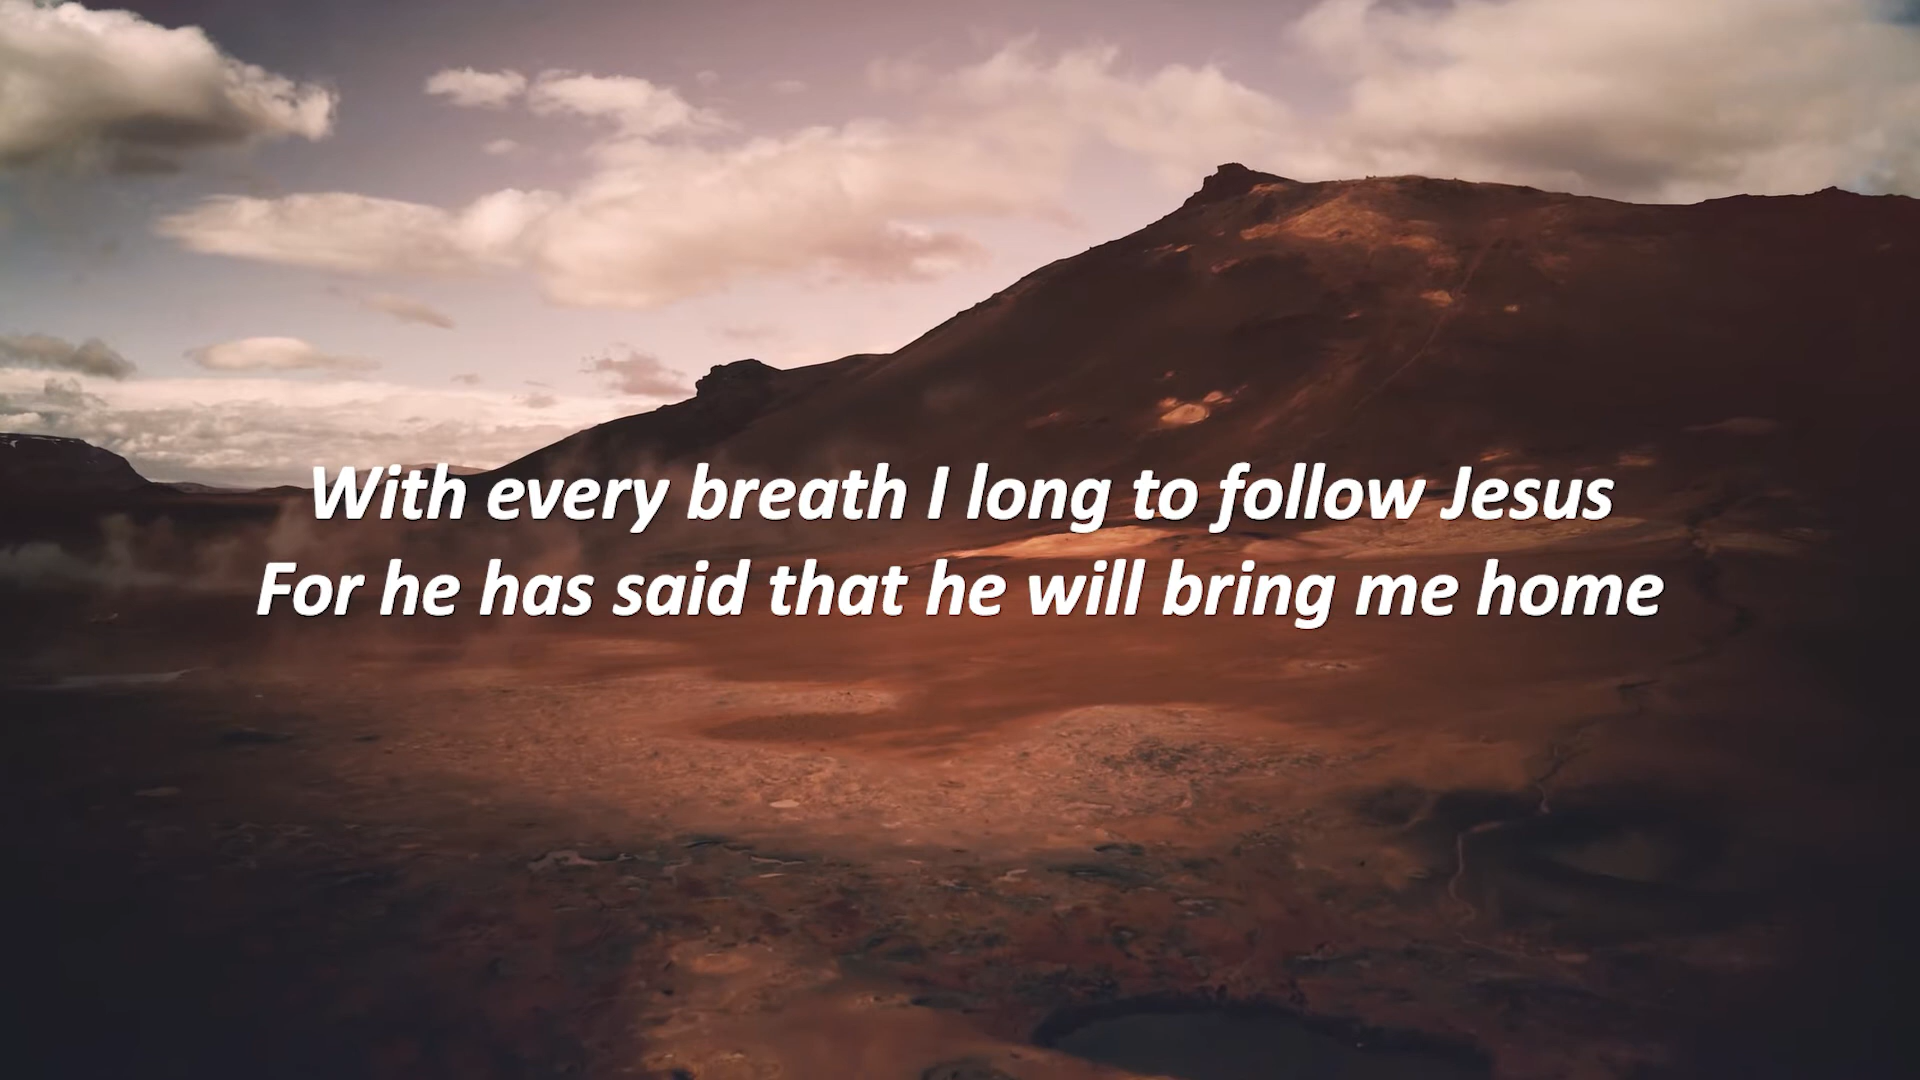 With every breath I long to follow Jesus
For he has said that he will bring me home